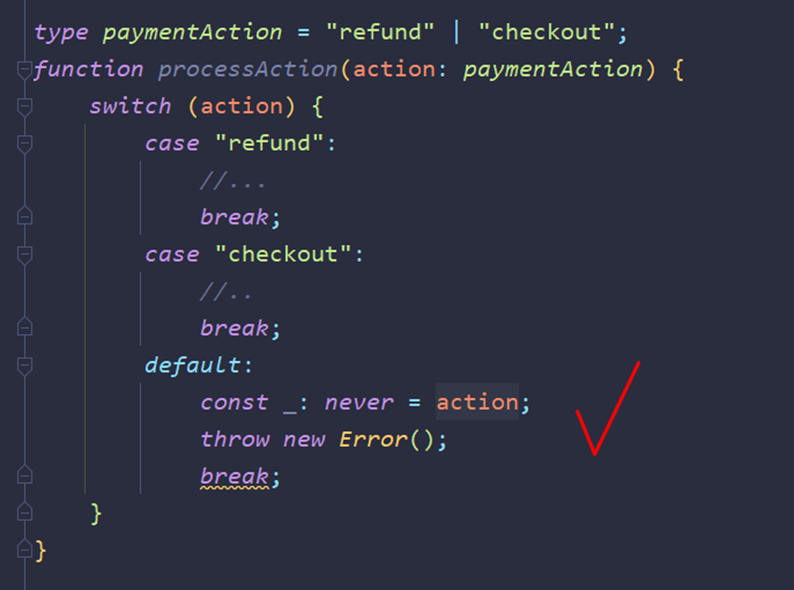 type paymentAction = "refund" | "checkout";
function processAction(action: paymentAction) {
    switch (action) {
        case "refund":
            //...
            break;
        case "checkout":
            //..
            break;
        default:
            const _: never = action;
            throw new Error();
            break;
    }
}